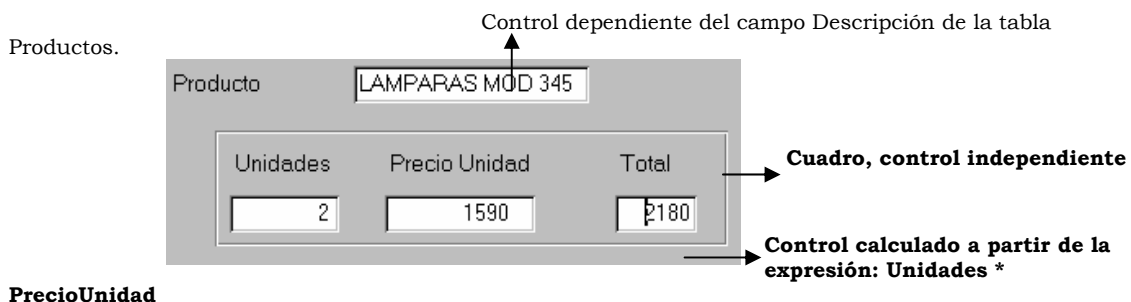 Control dependiente del campo Descripción de la tabla
Productos.
Producto LAMPARAS MOD 345
Unidades Precio Unidad Total
Cuadro, control independiente
2 1590 2180
Control calculado a partir de la
expresión: Unidades *
PrecioUnidad